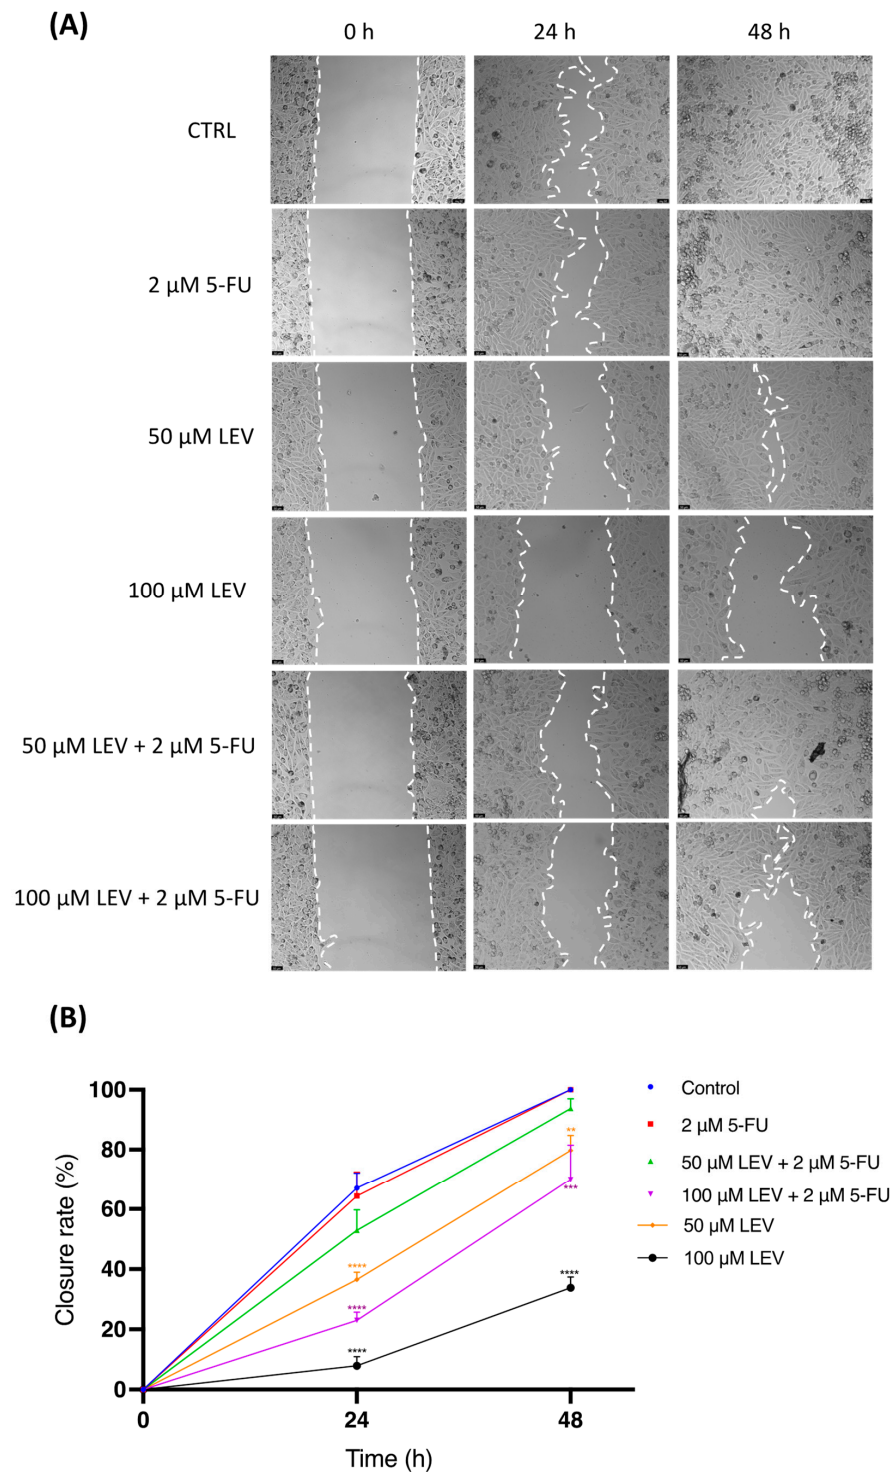 (A)
0 h 24 h 48 h
CTRL
2 µM 5-FU
50 µM LEV
100 µM LEV
50 µM LEV + 2 µM 5-FU
100 µM LEV + 2 µM 5-FU
(B)
Closure rate (%)
100
80
60
40
20
0
0 24 48
Time (h)
****
****
****
**
***
****
Control
2 µM 5-FU
50 µM LEV + 2 µM 5-FU
100 µM LEV + 2 µM 5-FU
50 µM LEV
100 µM LEV